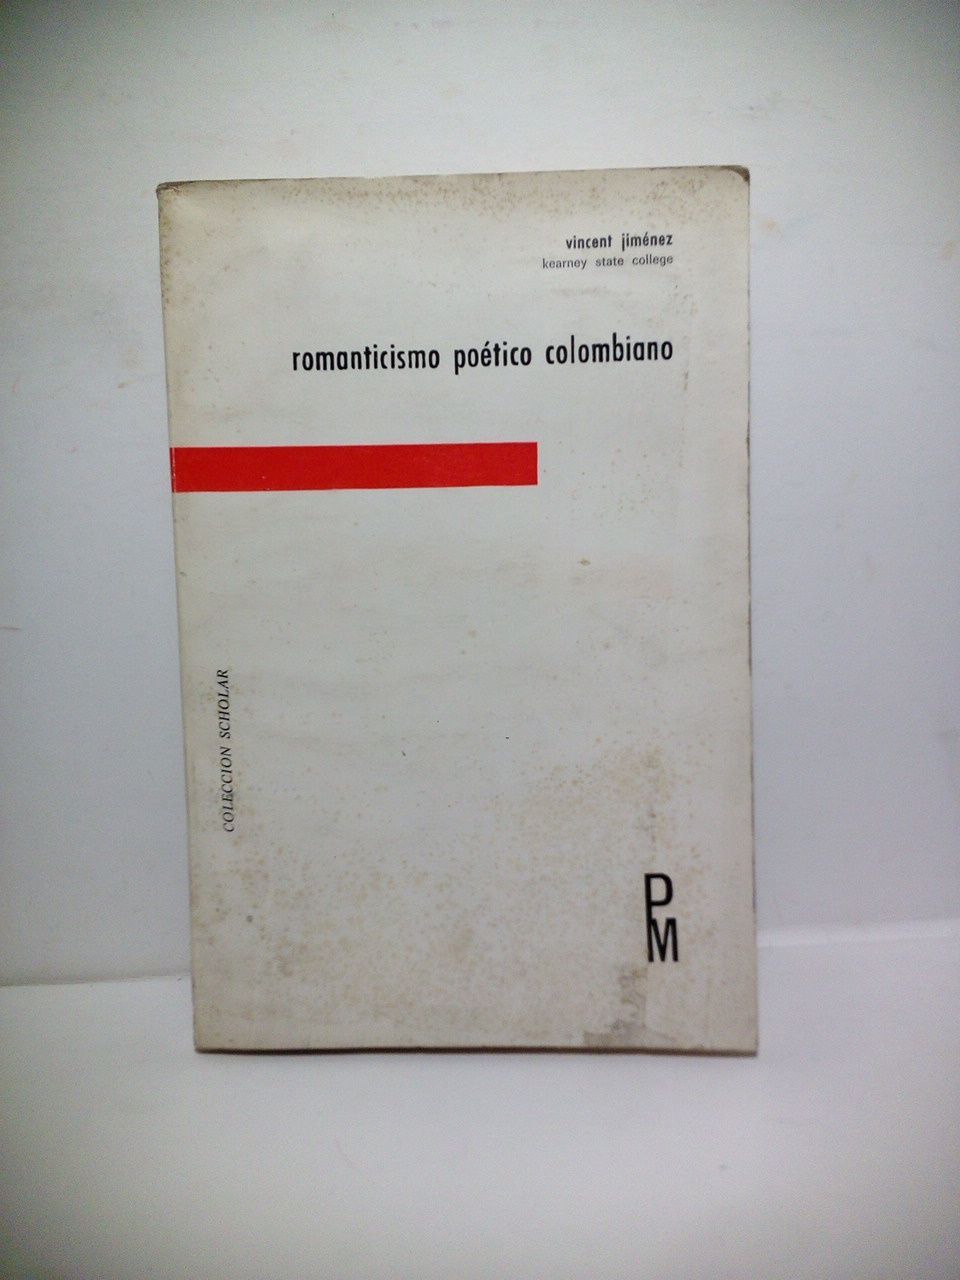 vincent jiménez
kearney state college
romanticismo poético colombiano
COLECCION SCHOLAR
P
M